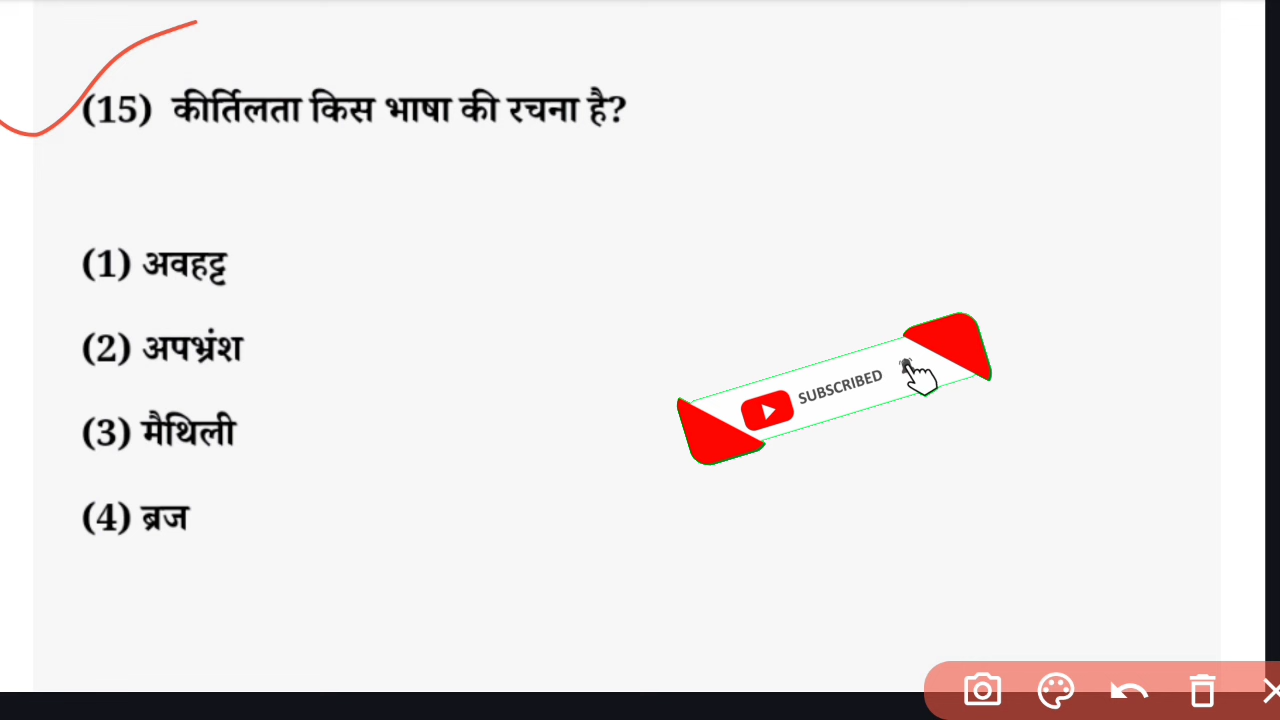 (15) कीर्तिलता किस भाषा की रचना है?
(1) अवहट्ट
(2) अपभ्रंश
SUBSCRIBED
(3) मैथिली
(4) ब्रज